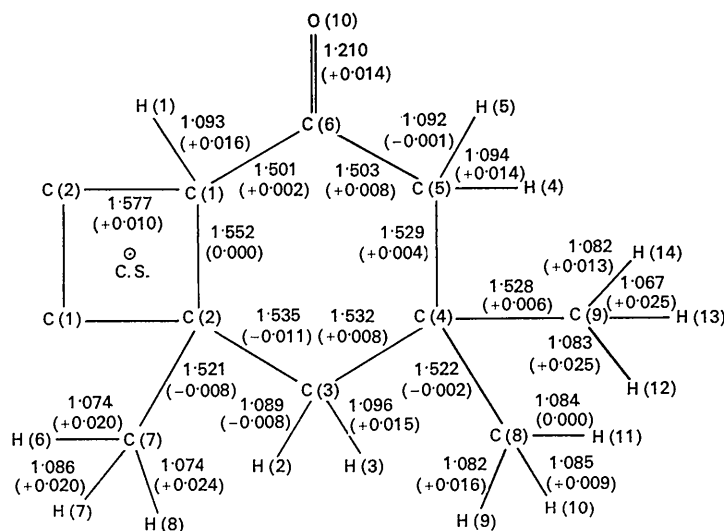 O (10)
1·210
(+0·014)
H (1)
H (5)
1·093
(+0·016)
C (6)
1·092
(-0·001)
1·094
(+0·014)
1·501
(+0·002)
1·503
(+0·008)
C (2)
C (1)
C (5)
H (4)
1·577
(+0·010)
C.S.
1·552
(0·000)
1·529
(+0·004)
1·082
(+0·013)
H (14)
1·067
(+0·025)
1·528
(+0·006)
C (1)
C (2)
1·535
(-0·011)
1·532
(+0·008)
C (4)
C (9)
H (13)
1·083
(+0·025)
1·521
(-0·008)
1·522
(-0·002)
H (12)
C (3)
1·074
(+0·020)
1·089
(-0·008)
1·096
(+0·015)
1·084
(0·000)
H (6)
C (7)
C (8)
H (11)
1·086
(+0·020)
1·074
(+0·024)
H (2)
H (3)
1·082
(+0·016)
1·085
(+0·009)
H (7)
H (8)
H (9)
H (10)